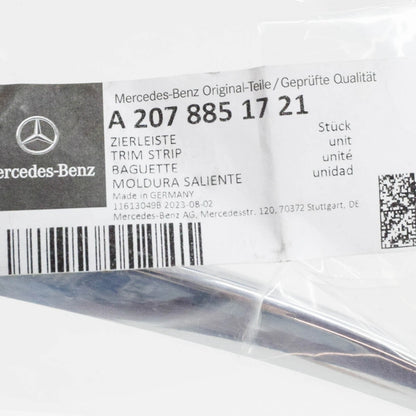 Mercedes-Benz Original-Teile/Geprüfte Qualität
A 207 885 17 21
ZIERLEISTE Stück
TRIM STRIP unit
BAGUETTE unité
MOLDURA SALIENTE unidad
Made in GERMANY
11613049B 2023-08-02
Mercedes-Benz AG, Mercedesstr. 120, 70372 Stuttgart, DE
ercedes-Benz